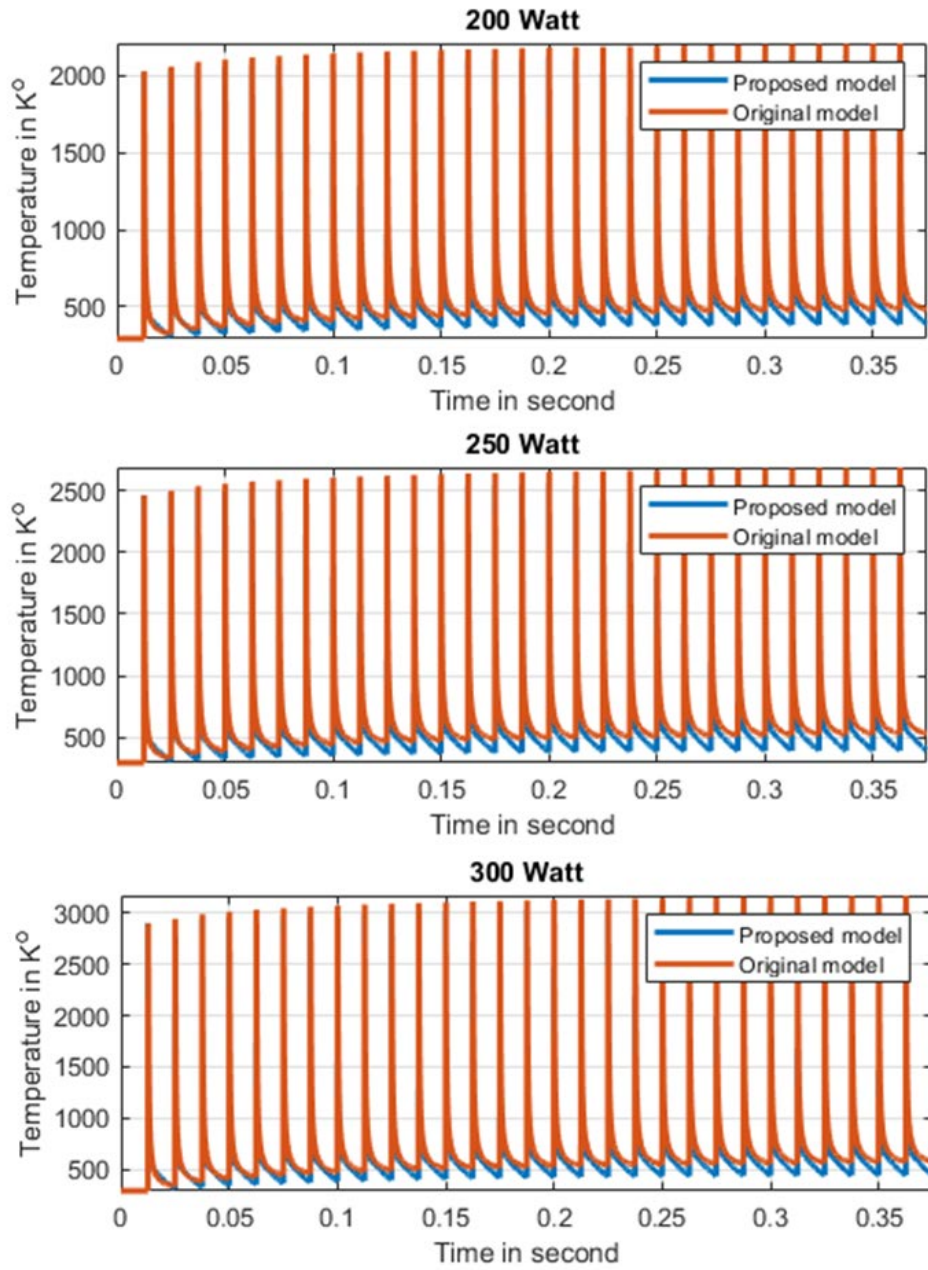 200 Watt
Temperature in K°
2000
1500
1000
500
Proposed model
Original model
0 0.05 0.1 0.15 0.2 0.25 0.3 0.35
Time in second
250 Watt
Temperature in K°
2500
2000
1500
1000
500
Proposed model
Original model
0 0.05 0.1 0.15 0.2 0.25 0.3 0.35
Time in second
300 Watt
Temperature in K°
3000
2500
2000
1500
1000
500
Proposed model
Original model
0 0.05 0.1 0.15 0.2 0.25 0.3 0.35
Time in second